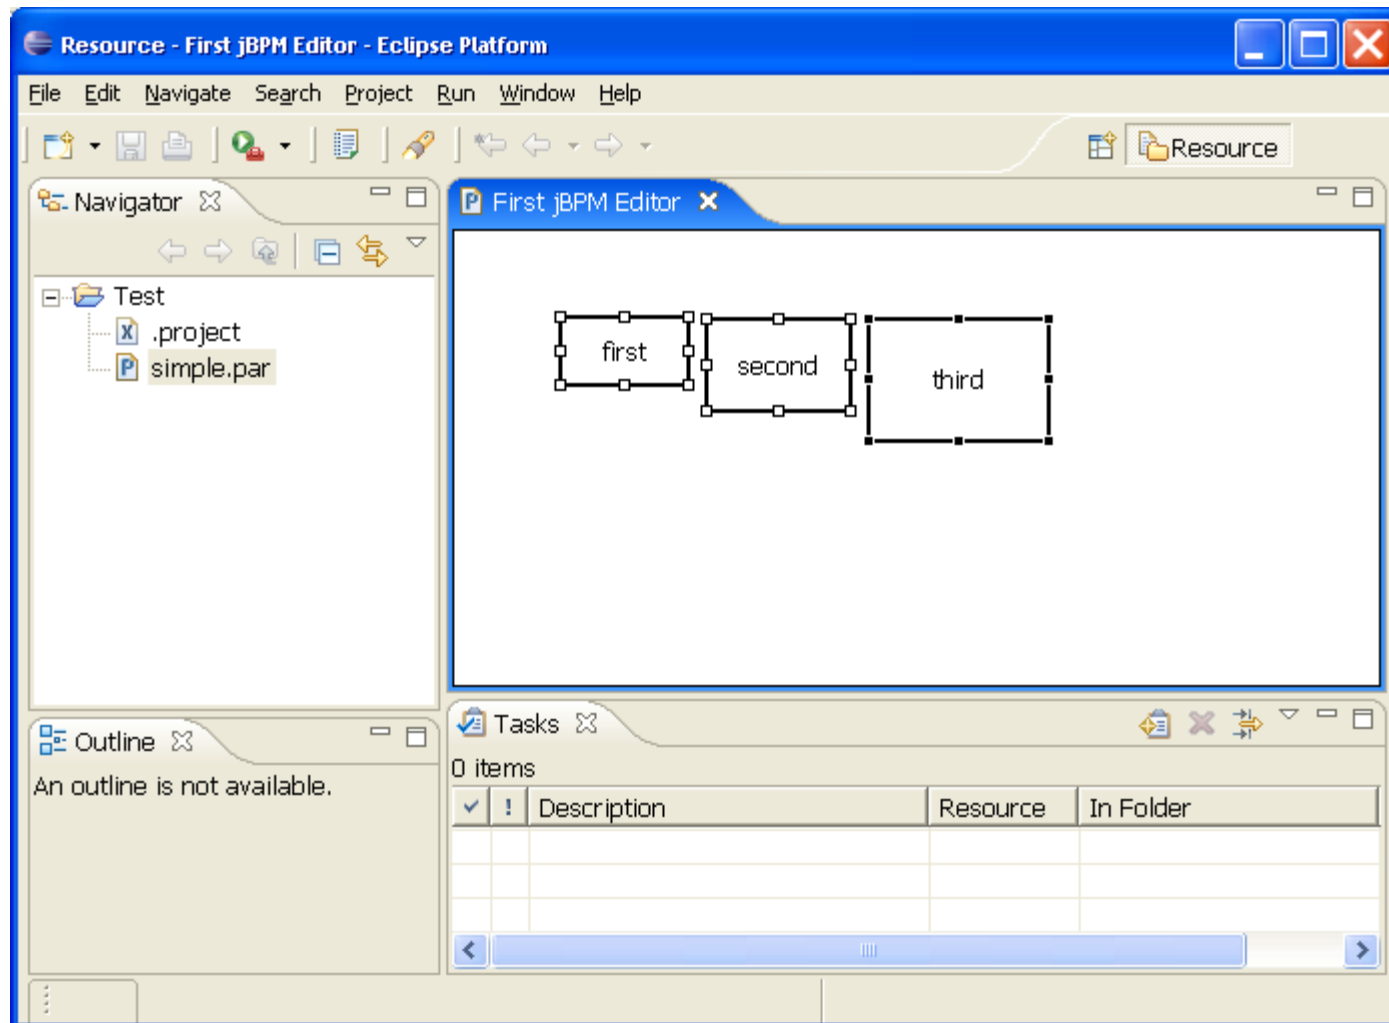 Resource - First jBPM Editor - Eclipse Platform
File Edit Navigate Search Project Run Window Help
Resource
Navigator
First jBPM Editor
Test
.project
simple.par
first
second
third
Outline
An outline is not available.
Tasks
0 items
! Description Resource In Folder